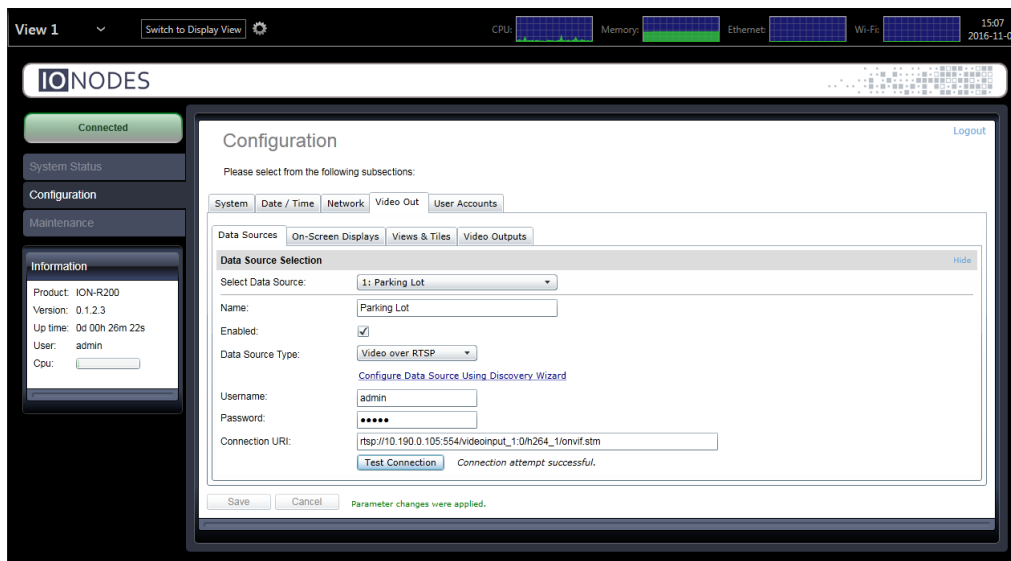 View 1 Switch to Display View CPU: Memory: Ethernet: Wi-Fi: 15:07
2016-11-0
IONODES
Connected
System Status
Configuration
Maintenance
Information
Product: ION-R200
Version: 0.1.2.3
Up time: 0d 00h 26m 22s
User: admin
Cpu:
Logout
Configuration
Please select from the following subsections:
System Date / Time Network Video Out User Accounts
Data Sources On-Screen Displays Views & Tiles Video Outputs
Data Source Selection Hide
Select Data Source: 1: Parking Lot
Name: Parking Lot
Enabled:
Data Source Type: Video over RTSP
Configure Data Source Using Discovery Wizard
Username: admin
Password: •••••
Connection URI: rtsp://10.190.0.105:554/videoinput_1:0/h264_1/onvif.stm
Test Connection Connection attempt successful.
Save Cancel Parameter changes were applied.